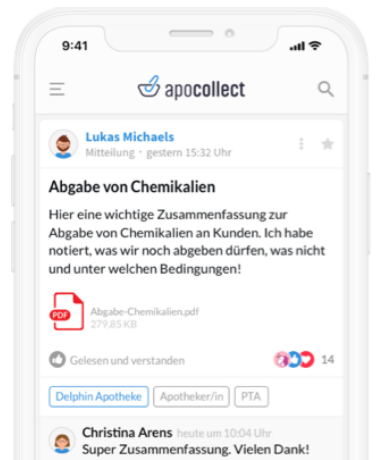 9:41
apocollect
Lukas Michaels
Mitteilung · gestern 15:32 Uhr
Abgabe von Chemikalien
Hier eine wichtige Zusammenfassung zur
Abgabe von Chemikalien an Kunden. Ich habe
notiert, was wir noch abgeben dürfen, was nicht
und unter welchen Bedingungen!
PDF
Abgabe-Chemikalien.pdf
279.85 KB
Gelesen und verstanden
14
Delphin Apotheke Apotheker/in PTA
Christina Arens heute um 10:04 Uhr
Super Zusammenfassung. Vielen Dank!